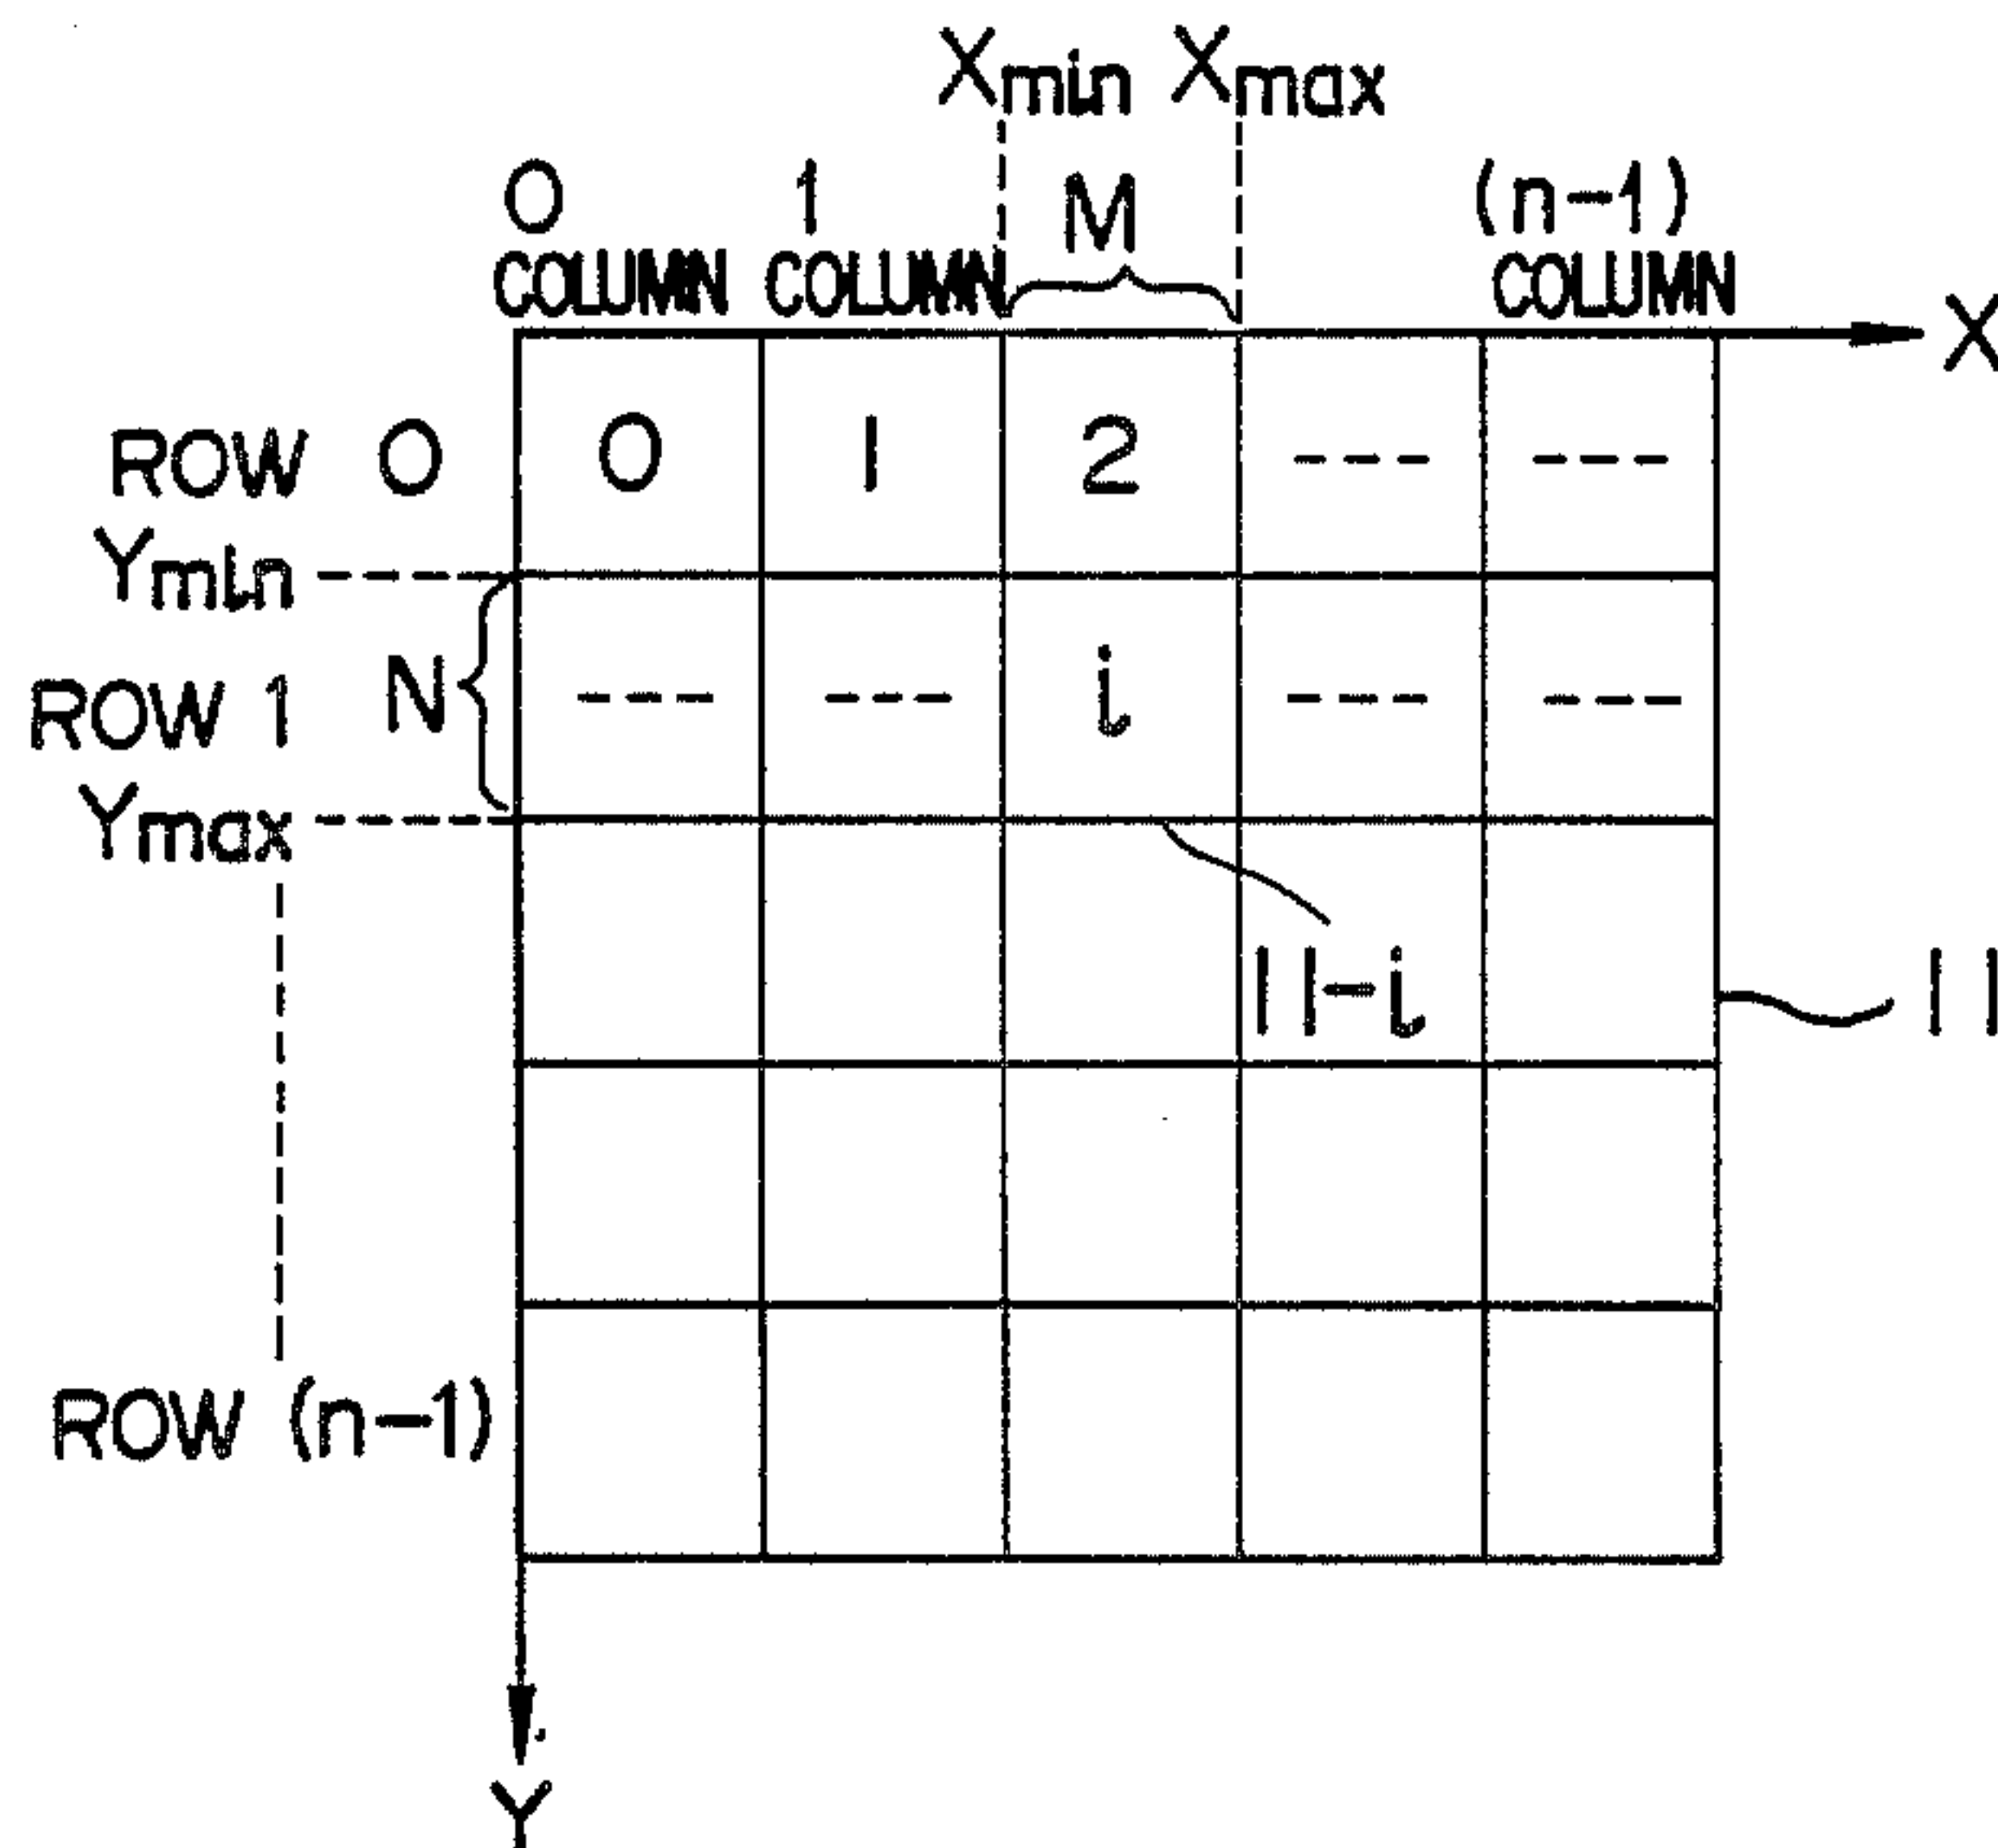 Xmin Xmax
0 1 M (n-1)
COLUMN COLUMN COLUMN
X
ROW 0 0 1 2 --- ---
Ymin
ROW 1 N --- --- i --- ---
Ymax
11-i 11
ROW (n-1)
Y